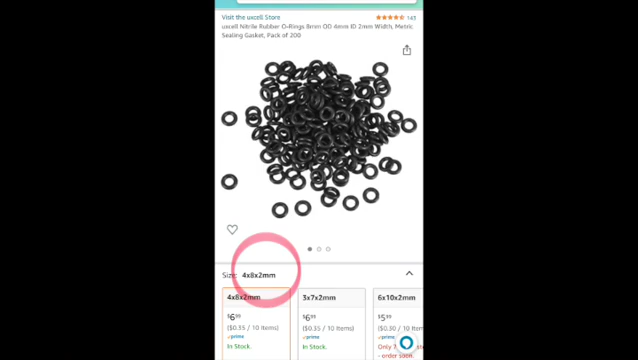 Visit the uxcell Store 143
uxcell Nitrile Rubber O-Rings 8mm OD 4mm ID 2mm Width, Metric
Sealing Gasket, Pack of 200
Size: 4x8x2mm
4x8x2mm 3x7x2mm 6x10x2mm
$6.99 $6.99 $5.99
($0.35 / 10 Items) ($0.35 / 10 Items) ($0.30 / 10 Items)
prime prime prime
In Stock. In Stock. Only 7
- order soon.